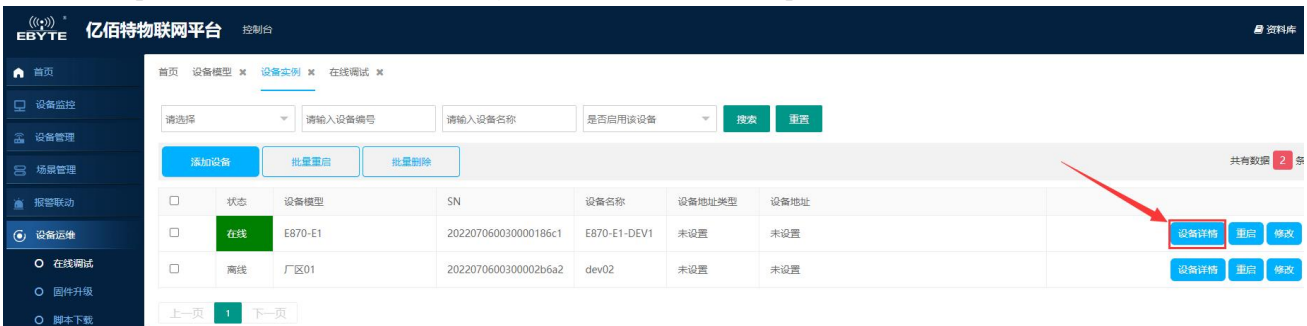 EBYTE 亿佰特物联网平台 控制台 资料库
首页
设备监控
设备管理
场景管理
报警联动
设备运维
在线调试
固件升级
脚本下载
首页 设备模型 × 设备实例 × 在线调试 ×
请选择 请输入设备编号 请输入设备名称 是否启用该设备 搜索 重置
添加设备 批量重启 批量删除 共有数据 2 条
状态 设备模型 SN 设备名称 设备地址类型 设备地址
在线 E870-E1 202207060030000186c1 E870-E1-DEV1 未设置 未设置 设备详情 重启 修改
离线 厂区01 2022070600300002b6a2 dev02 未设置 未设置 设备详情 重启 修改
上一页 1 下一页